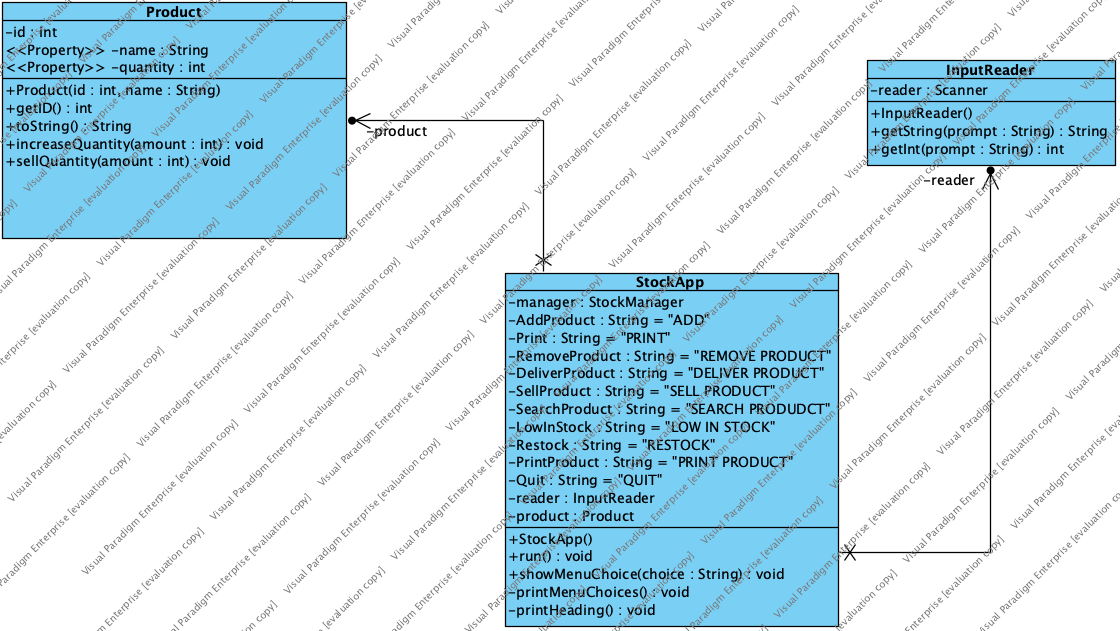 Product
-id : int
<<Property>> -name : String
<<Property>> -quantity : int
+Product(id : int, name : String)
+getID() : int
+toString() : String
+increaseQuantity(amount : int) : void
+sellQuantity(amount : int) : void
-product
InputReader
-reader : Scanner
+InputReader()
+getString(prompt : String) : String
+getInt(prompt : String) : int
-reader
StockApp
-manager : StockManager
-AddProduct : String = "ADD"
-Print : String = "PRINT"
-RemoveProduct : String = "REMOVE PRODUCT"
-DeliverProduct : String = "DELIVER PRODUCT"
-SellProduct : String = "SELL PRODUCT"
-SearchProduct : String = "SEARCH PRODUDCT"
-LowInStock : String = "LOW IN STOCK"
-Restock : String = "RESTOCK"
-PrintProduct : String = "PRINT PRODUCT"
-Quit : String = "QUIT"
-reader : InputReader
-product : Product
+StockApp()
+run() : void
+showMenuChoice(choice : String) : void
-printMenuChoices() : void
-printHeading() : void
Visual Paradigm Enterprise [evaluation copy]